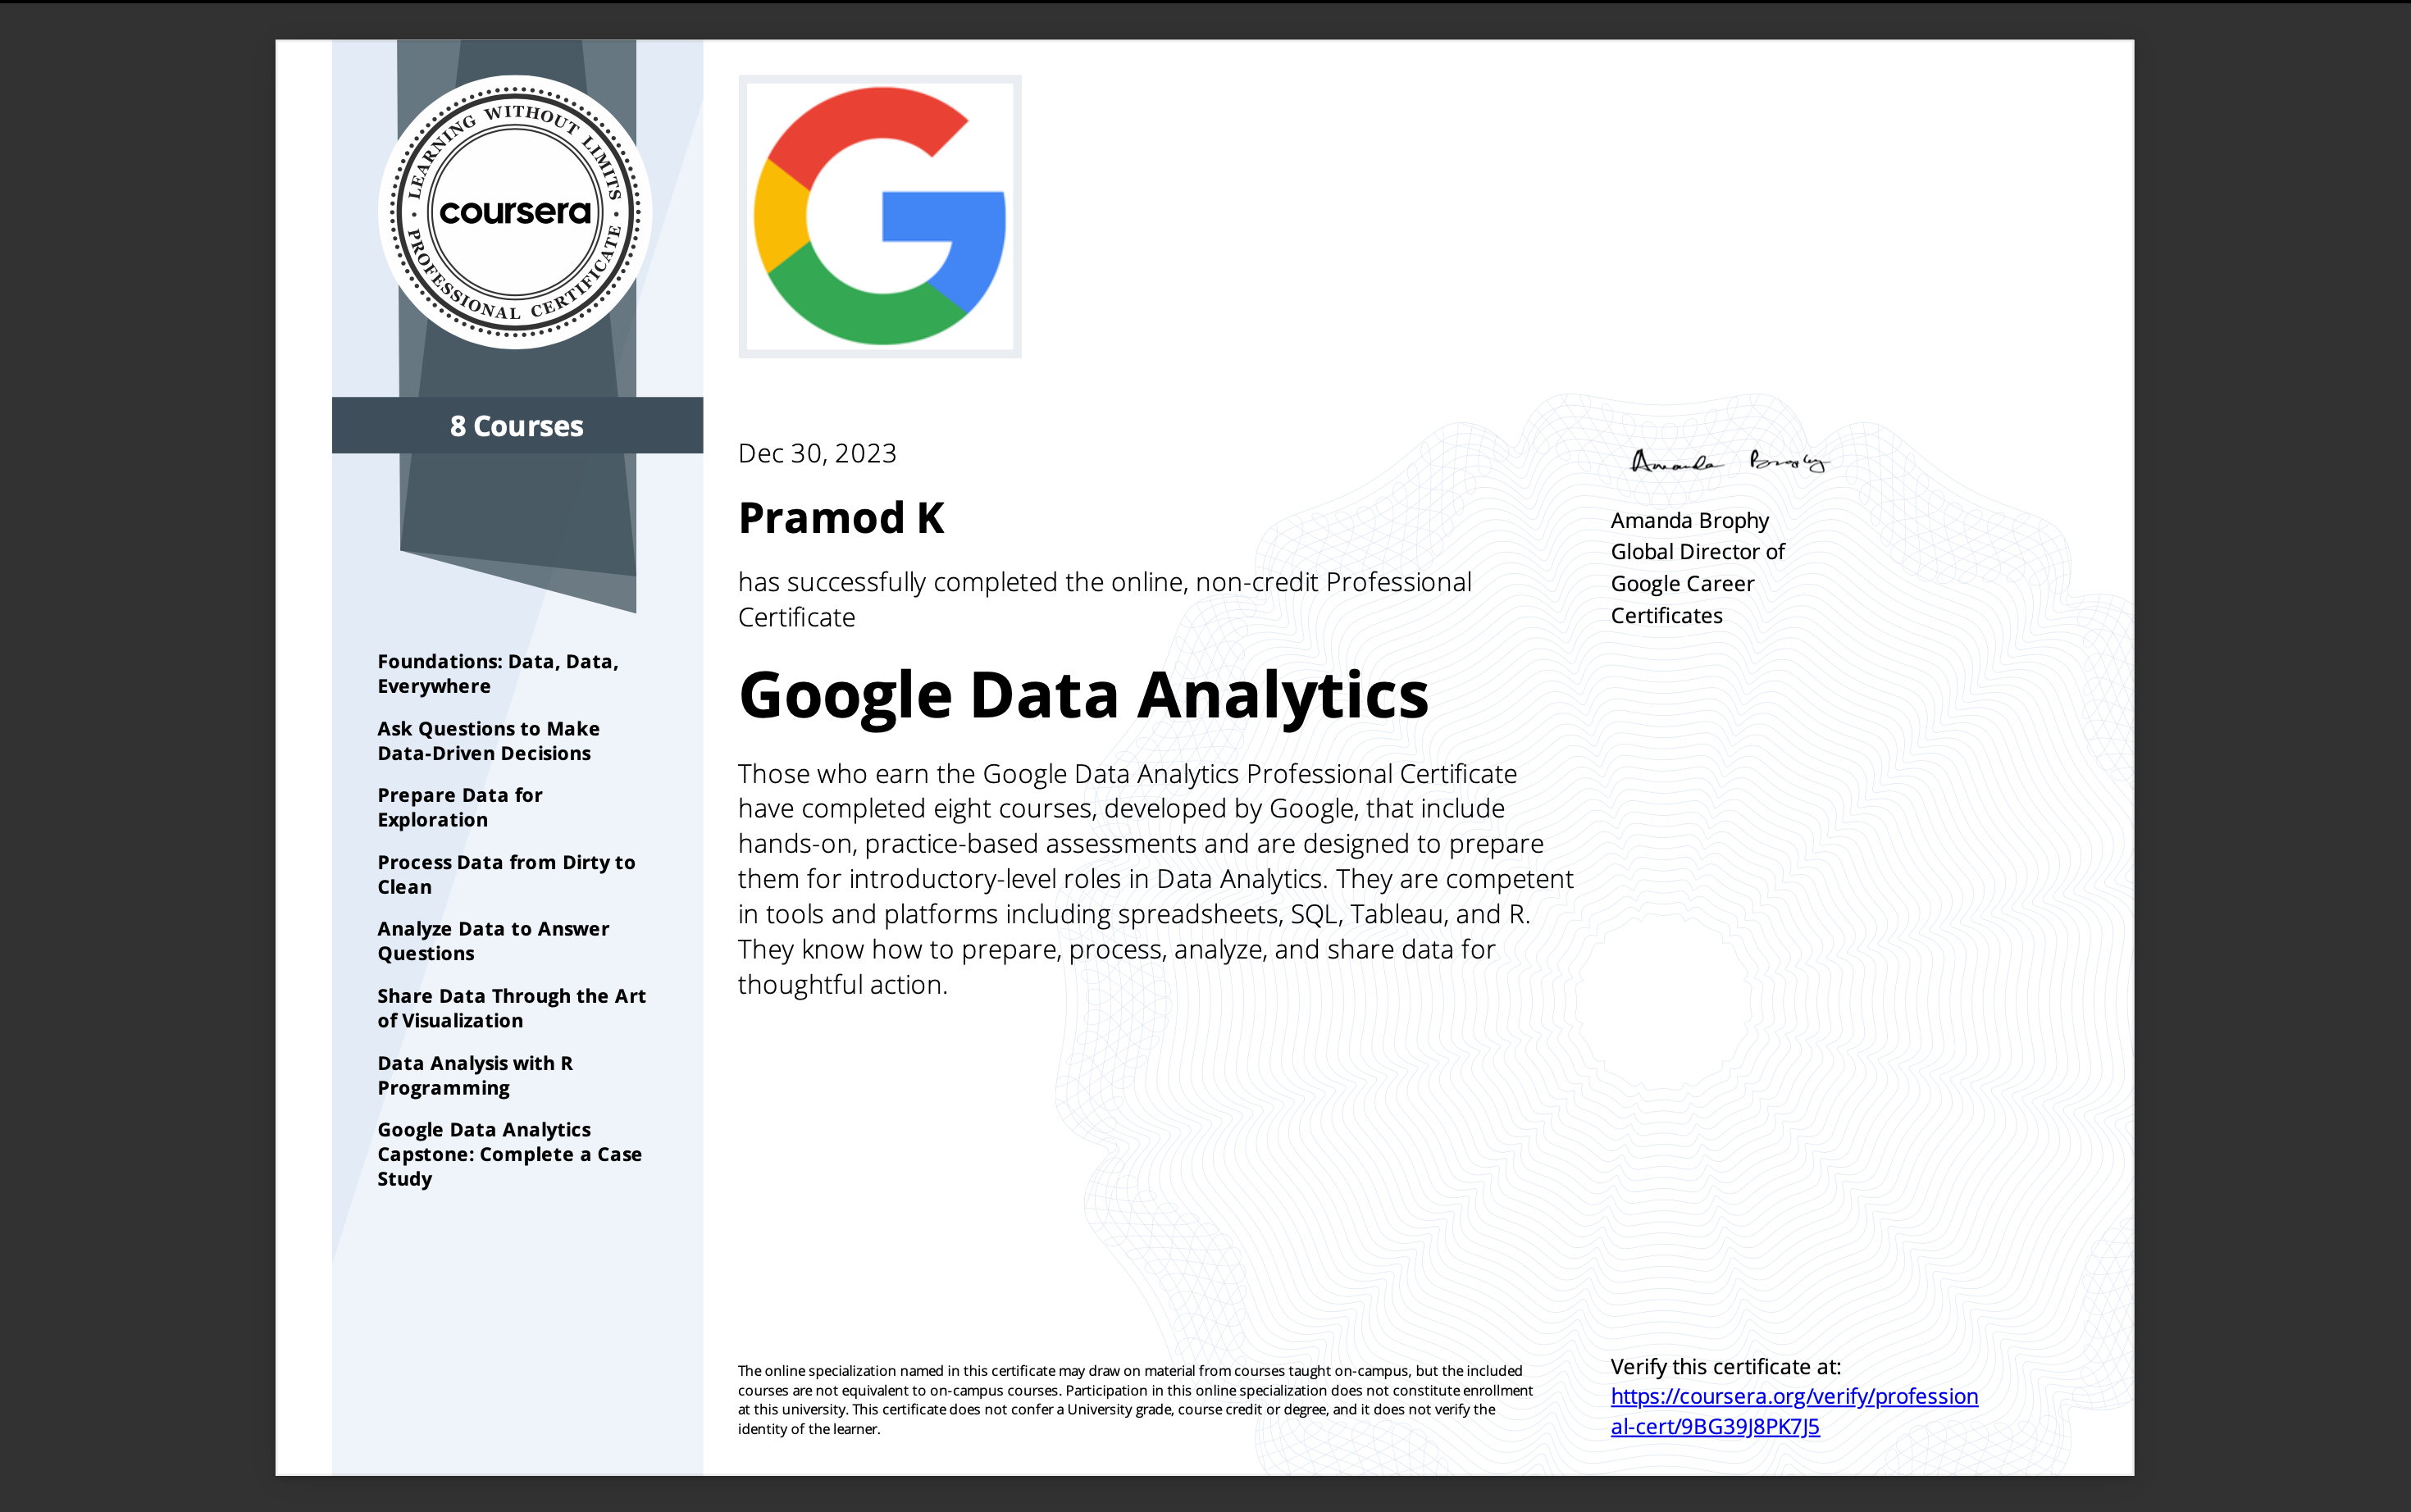 LEARNING WITHOUT LIMITS
coursera
PROFESSIONAL CERTIFICATE
8 Courses
Foundations: Data, Data,
Everywhere
Ask Questions to Make
Data-Driven Decisions
Prepare Data for
Exploration
Process Data from Dirty to
Clean
Analyze Data to Answer
Questions
Share Data Through the Art
of Visualization
Data Analysis with R
Programming
Google Data Analytics
Capstone: Complete a Case
Study
Dec 30, 2023
Pramod K
has successfully completed the online, non-credit Professional
Certificate
Google Data Analytics
Those who earn the Google Data Analytics Professional Certificate
have completed eight courses, developed by Google, that include
hands-on, practice-based assessments and are designed to prepare
them for introductory-level roles in Data Analytics. They are competent
in tools and platforms including spreadsheets, SQL, Tableau, and R.
They know how to prepare, process, analyze, and share data for
thoughtful action.
Amanda Brophy
Amanda Brophy
Global Director of
Google Career
Certificates
The online specialization named in this certificate may draw on material from courses taught on-campus, but the included
courses are not equivalent to on-campus courses. Participation in this online specialization does not constitute enrollment
at this university. This certificate does not confer a University grade, course credit or degree, and it does not verify the
identity of the learner.
Verify this certificate at:
https://coursera.org/verify/profession
al-cert/9BG39J8PK7J5